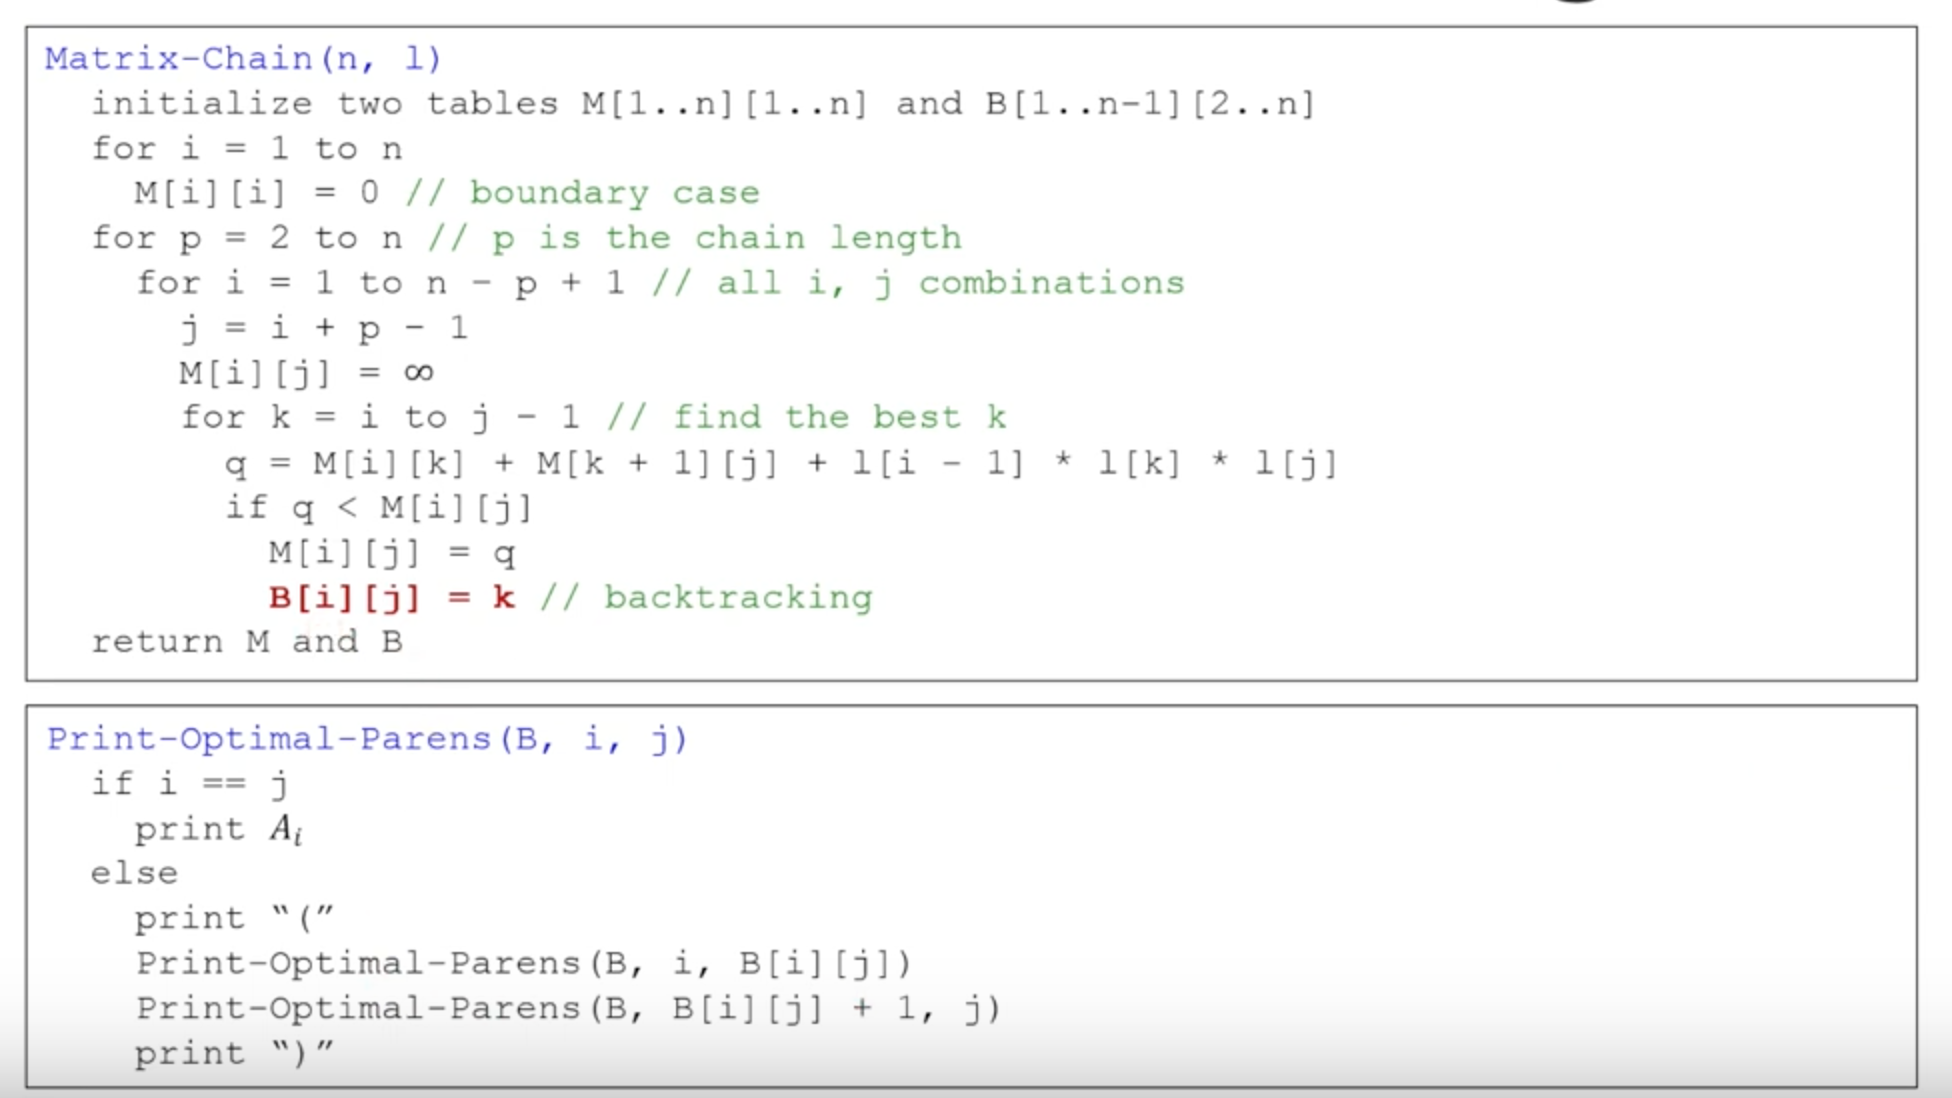 Matrix-Chain(n, l)
initialize two tables M[1..n][1..n] and B[1..n-1][2..n]
for i = 1 to n
M[i][i] = 0 // boundary case
for p = 2 to n // p is the chain length
for i = 1 to n - p + 1 // all i, j combinations
j = i + p - 1
M[i][j] = ∞
for k = i to j - 1 // find the best k
q = M[i][k] + M[k + 1][j] + l[i - 1] * l[k] * l[j]
if q < M[i][j]
M[i][j] = q
B[i][j] = k // backtracking
return M and B
Print-Optimal-Parens(B, i, j)
if i == j
print Aᵢ
else
print “(”
Print-Optimal-Parens(B, i, B[i][j])
Print-Optimal-Parens(B, B[i][j] + 1, j)
print “)”